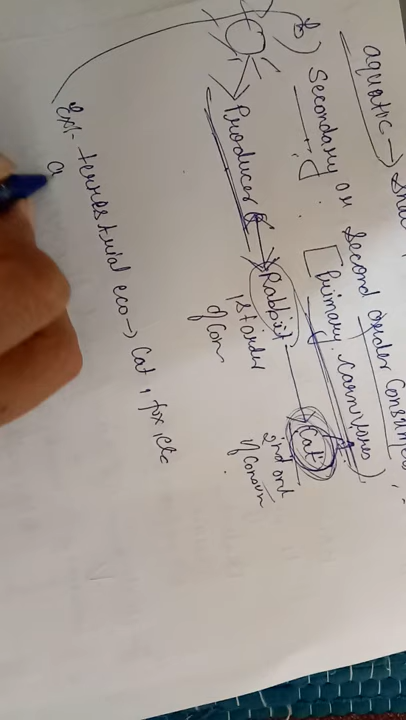 aquatic →
b) Secondary or second order Consumer
[Primary carnivores)
Producer → Rabbit → Cat
1st order of Con
2nd ord of Consum
Ex:- terrestrial eco → Cat, fox etc
a